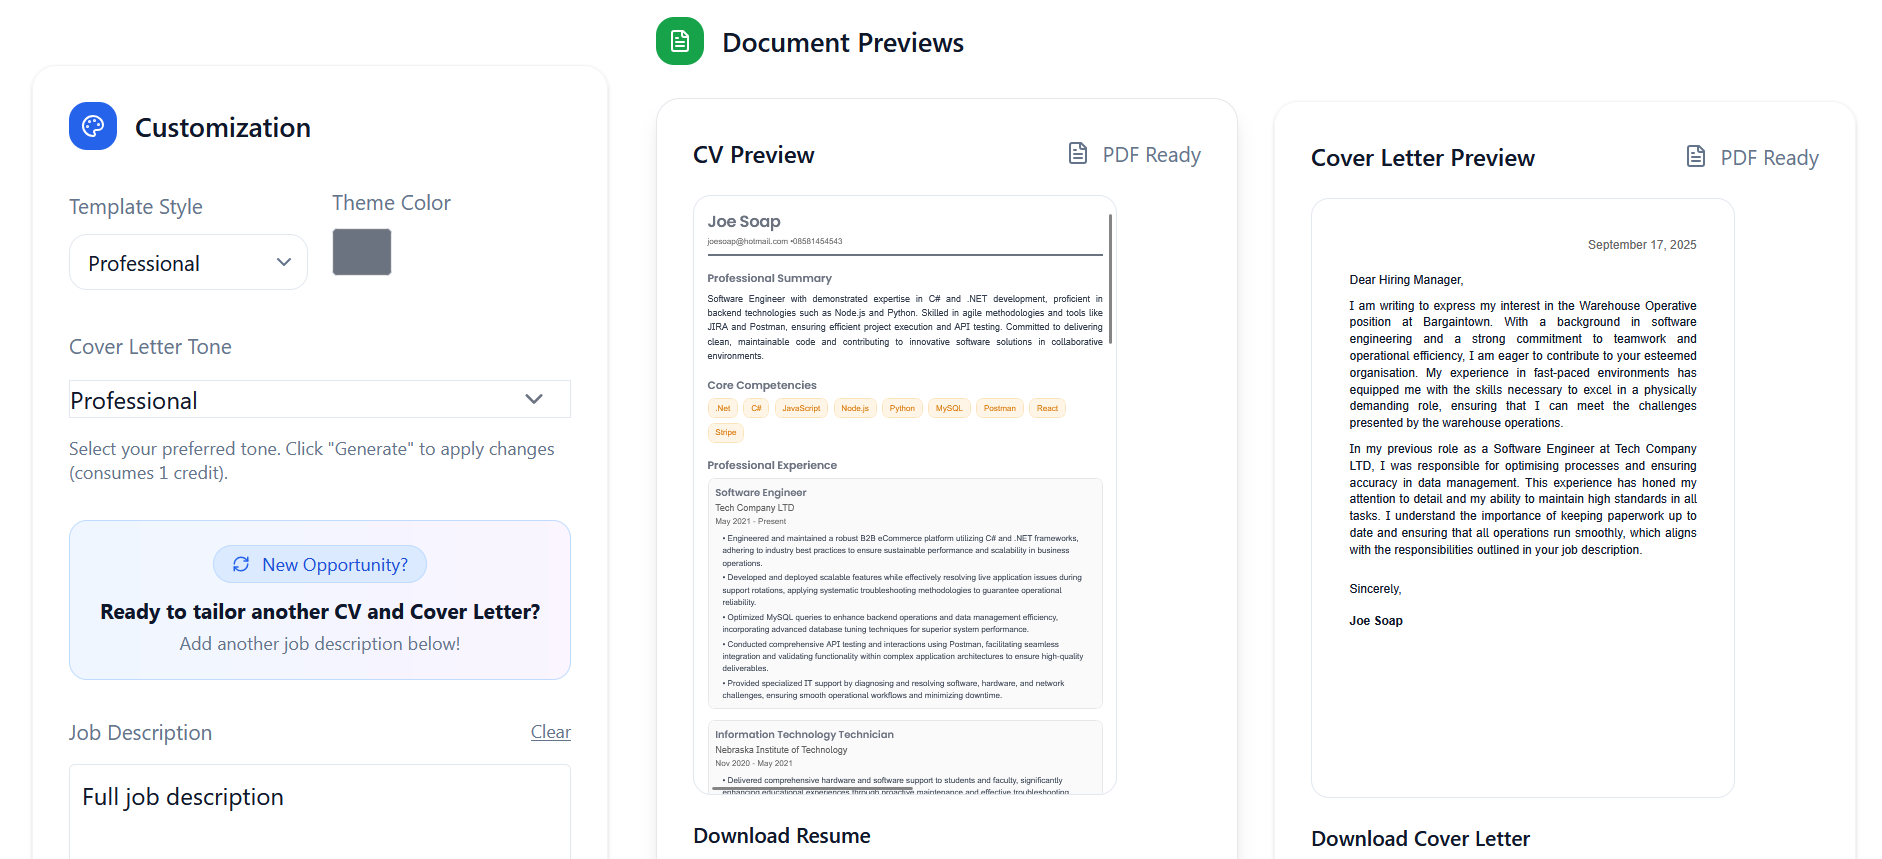 Customization
Template Style
Theme Color
Professional
Cover Letter Tone
Professional
Select your preferred tone. Click "Generate" to apply changes
(consumes 1 credit).
New Opportunity?
Ready to tailor another CV and Cover Letter?
Add another job description below!
Job Description
Clear
Full job description
Document Previews
CV Preview
PDF Ready
Joe Soap
joesoap@hotmail.com •08581454543
Professional Summary
Software Engineer with demonstrated expertise in C# and .NET development, proficient in
backend technologies such as Node.js and Python. Skilled in agile methodologies and tools like
JIRA and Postman, ensuring efficient project execution and API testing. Committed to delivering
clean, maintainable code and contributing to innovative software solutions in collaborative
environments.
Core Competencies
.Net
C#
JavaScript
Node.js
Python
MySQL
Postman
React
Stripe
Professional Experience
Software Engineer
Tech Company LTD
May 2021 - Present
• Engineered and maintained a robust B2B eCommerce platform utilizing C# and .NET frameworks,
adhering to industry best practices to ensure sustainable performance and scalability in business
operations.
• Developed and deployed scalable features while effectively resolving live application issues during
support rotations, applying systematic troubleshooting methodologies to guarantee operational
reliability.
• Optimized MySQL queries to enhance backend operations and data management efficiency,
incorporating advanced database tuning techniques for superior system performance.
• Conducted comprehensive API testing and interactions using Postman, facilitating seamless
integration and validating functionality within complex application architectures to ensure high-quality
deliverables.
• Provided specialized IT support by diagnosing and resolving software, hardware, and network
challenges, ensuring smooth operational workflows and minimizing downtime.
Information Technology Technician
Nebraska Institute of Technology
Nov 2020 - May 2021
• Delivered comprehensive hardware and software support to students and faculty, significantly
enhancing educational experiences through proactive maintenance and effective troubleshooting
Download Resume
Cover Letter Preview
PDF Ready
September 17, 2025
Dear Hiring Manager,
I am writing to express my interest in the Warehouse Operative
position at Bargaintown. With a background in software
engineering and a strong commitment to teamwork and
operational efficiency, I am eager to contribute to your esteemed
organisation. My experience in fast-paced environments has
equipped me with the skills necessary to excel in a physically
demanding role, ensuring that I can meet the challenges
presented by the warehouse operations.
In my previous role as a Software Engineer at Tech Company
LTD, I was responsible for optimising processes and ensuring
accuracy in data management. This experience has honed my
attention to detail and my ability to maintain high standards in all
tasks. I understand the importance of keeping paperwork up to
date and ensuring that all operations run smoothly, which aligns
with the responsibilities outlined in your job description.
Sincerely,
Joe Soap
Download Cover Letter